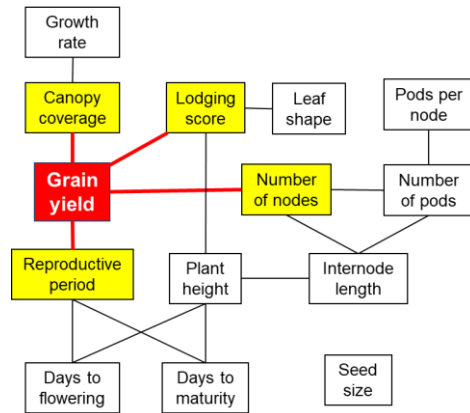 Growth
rate
Canopy
coverage
Lodging
score
Leaf
shape
Pods per
node
Grain
yield
Number
of nodes
Number
of pods
Reproductive
period
Plant
height
Internode
length
Days to
flowering
Days to
maturity
Seed
size